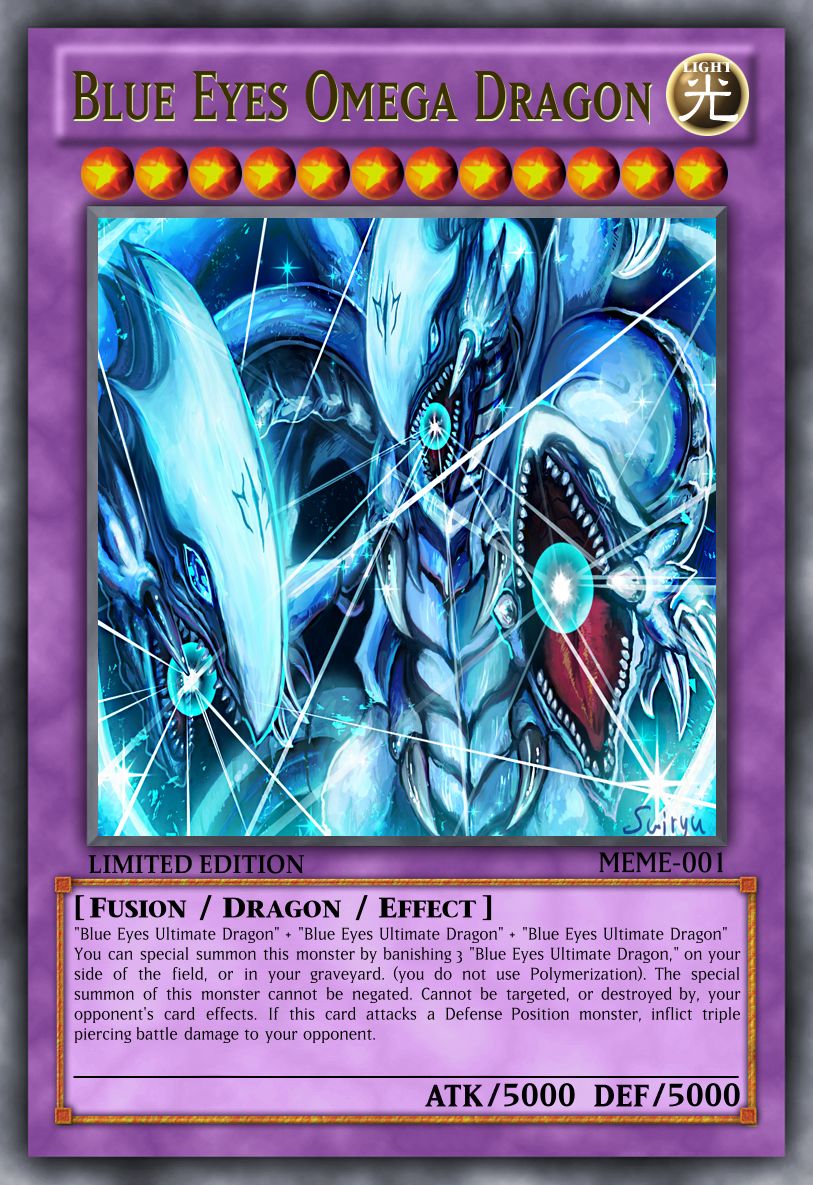 Blue Eyes Omega Dragon
LIGHT
光
Suiryu
LIMITED EDITION
MEME-001
[ Fusion / Dragon / Effect ]
"Blue Eyes Ultimate Dragon" + "Blue Eyes Ultimate Dragon" + "Blue Eyes Ultimate Dragon"
You can special summon this monster by banishing 3 "Blue Eyes Ultimate Dragon," on your
side of the field, or in your graveyard. (you do not use Polymerization). The special
summon of this monster cannot be negated. Cannot be targeted, or destroyed by, your
opponent's card effects. If this card attacks a Defense Position monster, inflict triple
piercing battle damage to your opponent.
ATK/5000 DEF/5000